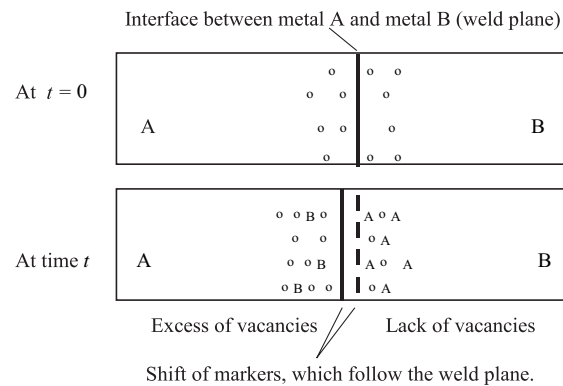 Interface between metal A and metal B (weld plane)
At t = 0
o o o
o o o
A o o o B
o o o
o o B o A o A
o o o A
At time t A o o B A o A B
o B o o o A
Excess of vacancies Lack of vacancies
Shift of markers, which follow the weld plane.